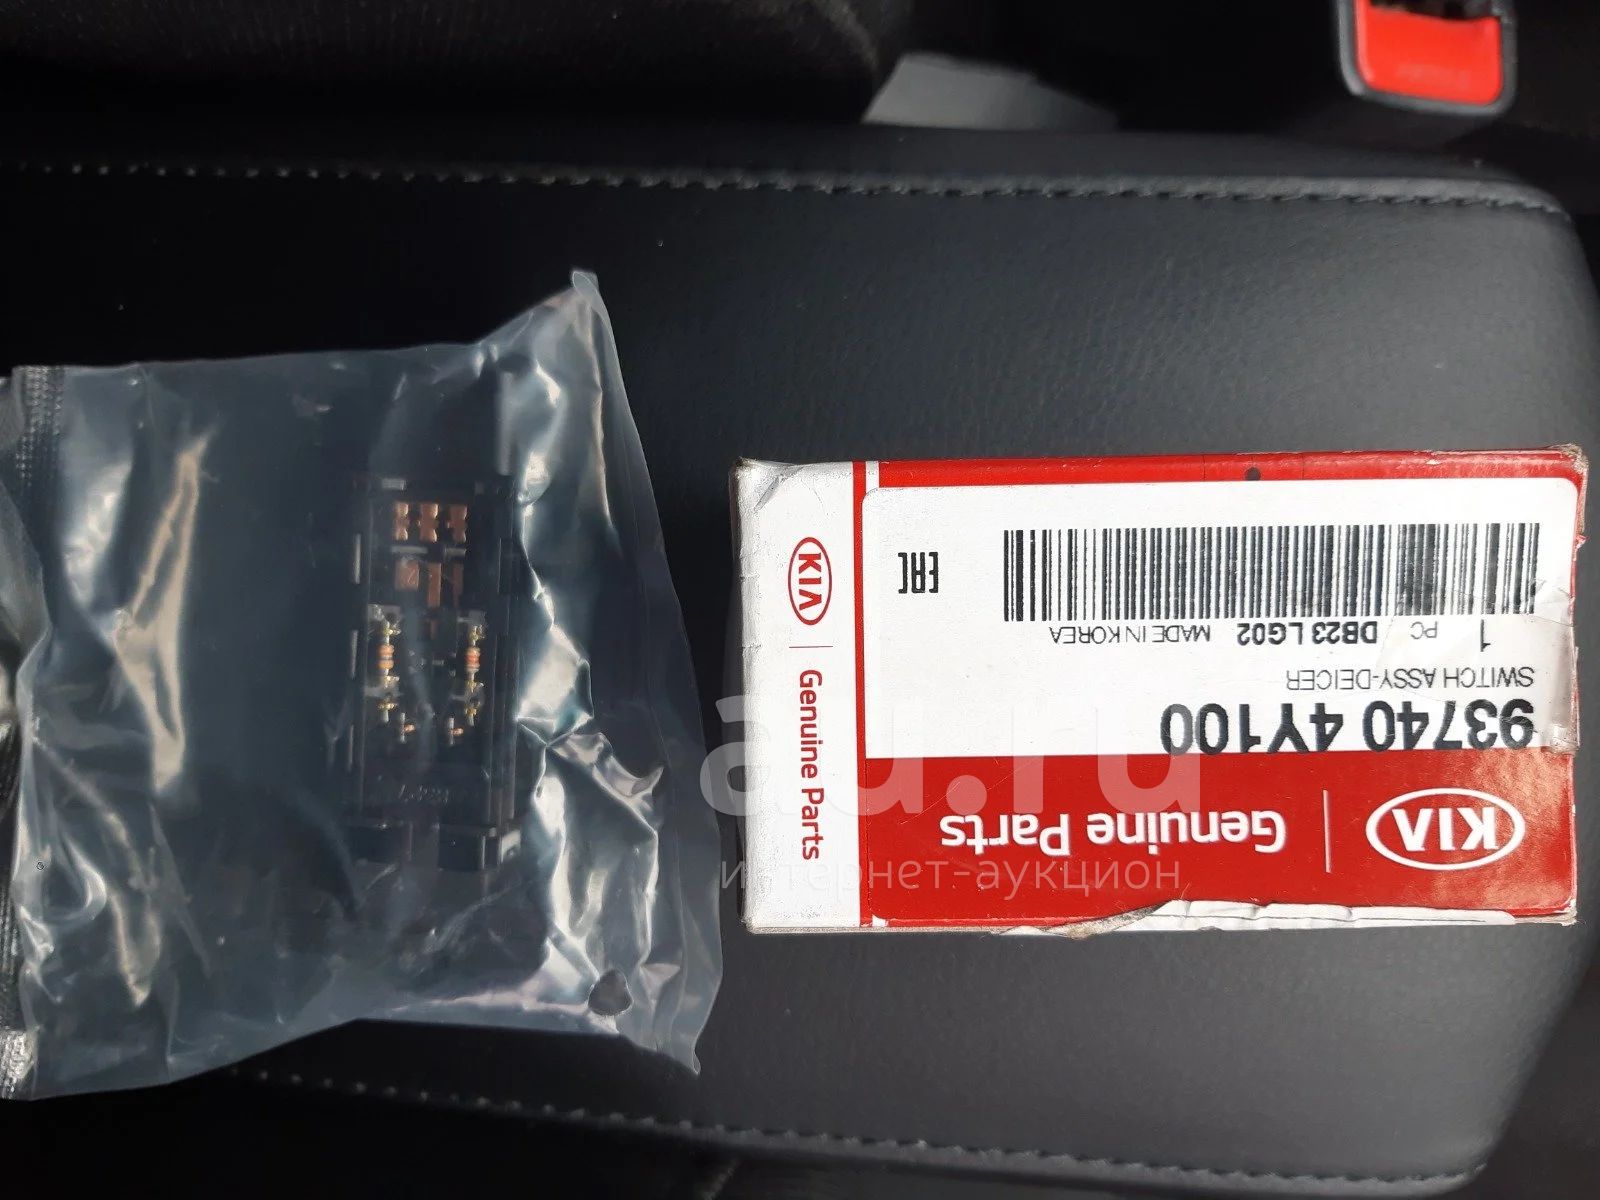 KIA Genuine Parts
93740 4Y100
SWITCH ASSY-DEICER
1 PC DB23 LG02 MADE IN KOREA
EAC
KIA Genuine Parts
au.ru
интернет-аукцион